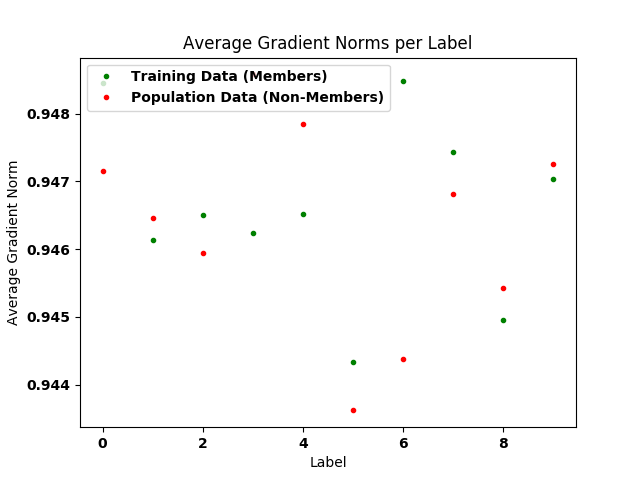 Average Gradient Norms per Label
Training Data (Members)
Population Data (Non-Members)
0.948
0.947
0.946
0.945
0.944
Average Gradient Norm
0 2 4 6 8
Label